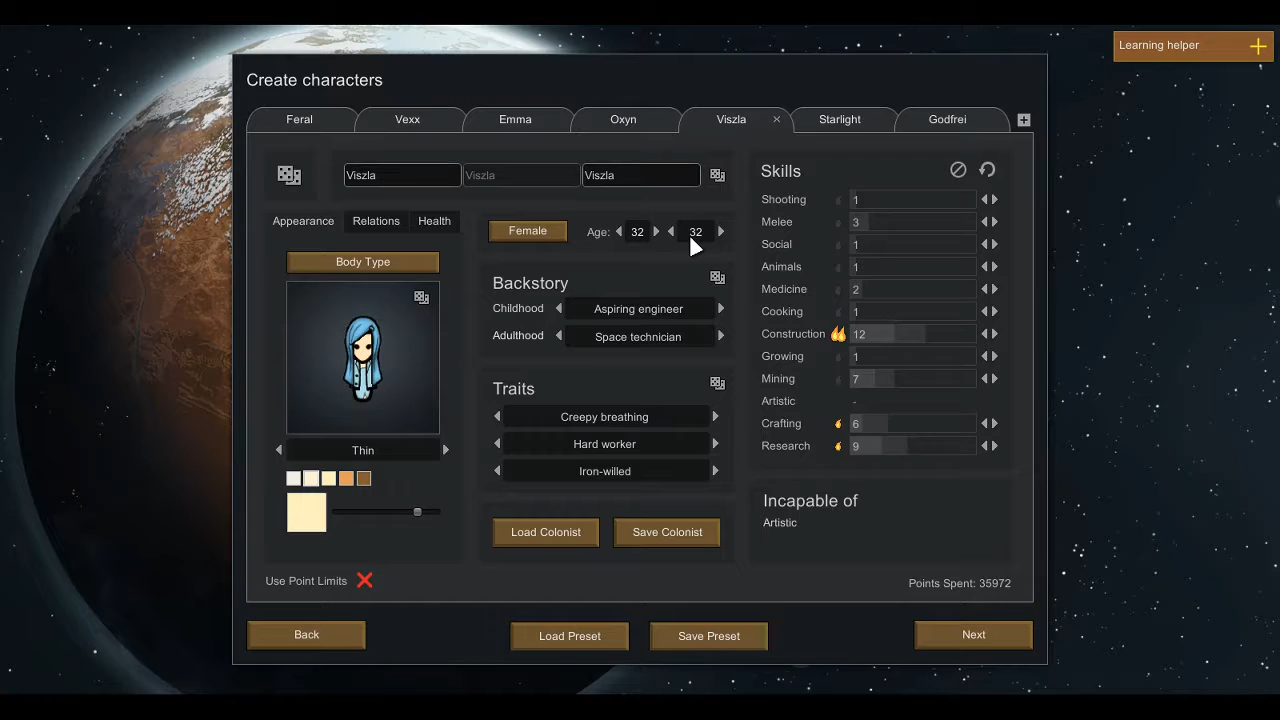 Learning helper
Create characters
Feral
Vexx
Emma
Oxyn
Viszla
Starlight
Godfrei
Viszla
Viszla
Viszla
Appearance
Relations
Health
Body Type
Thin
Female
Age:
32
32
Backstory
Childhood
Aspiring engineer
Adulthood
Space technician
Traits
Creepy breathing
Hard worker
Iron-willed
Load Colonist
Save Colonist
Skills
Shooting 1
Melee 3
Social 1
Animals 1
Medicine 2
Cooking 1
Construction 12
Growing 1
Mining 7
Artistic -
Crafting 6
Research 9
Incapable of
Artistic
Use Point Limits
Points Spent: 35972
Back
Load Preset
Save Preset
Next